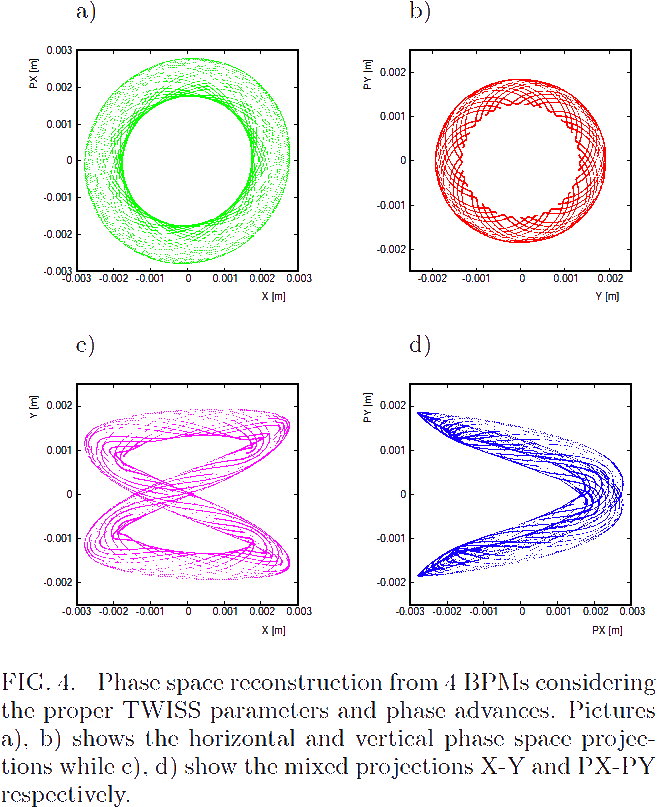 a)
b)
PX [m]
0.003
0.002
0.001
0
-0.001
-0.002
-0.003
-0.003 -0.002 -0.001 0 0.001 0.002 0.003
X [m]
PY [m]
0.002
0.001
0
-0.001
-0.002
-0.002 -0.001 0 0.001 0.002
Y [m]
c)
d)
Y [m]
0.002
0.001
0
-0.001
-0.002
-0.003 -0.002 -0.001 0 0.001 0.002 0.003
X [m]
PY [m]
0.002
0.001
0
-0.001
-0.002
-0.003 -0.002 -0.001 0 0.001 0.002 0.003
PX [m]
FIG. 4. Phase space reconstruction from 4 BPMs considering
the proper TWISS parameters and phase advances. Pictures
a), b) shows the horizontal and vertical phase space projec-
tions while c), d) show the mixed projections X-Y and PX-PY
respectively.